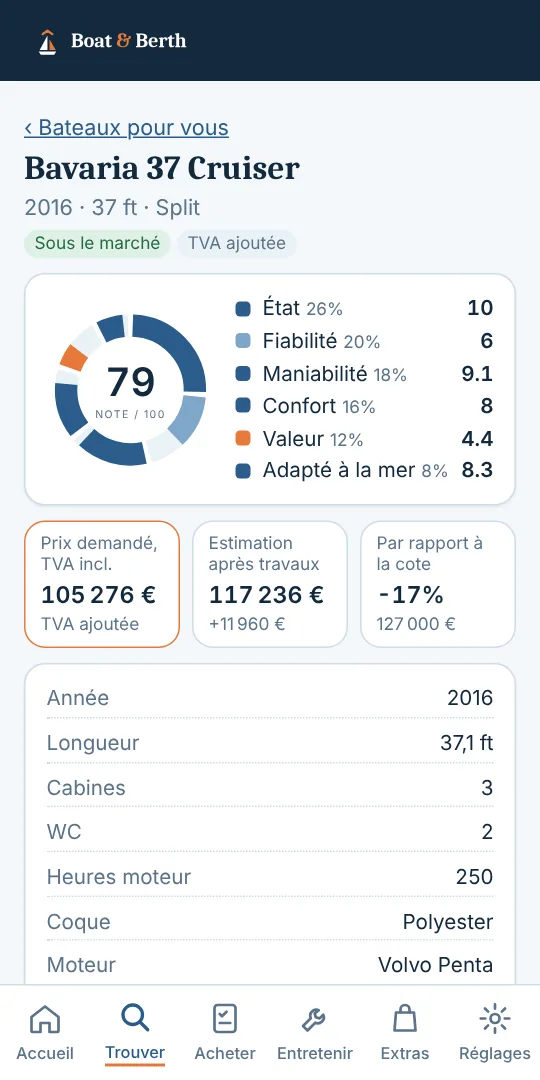 Boat & Berth
‹ Bateaux pour vous
Bavaria 37 Cruiser
2016 · 37 ft · Split
Sous le marché TVA ajoutée
79
NOTE / 100
État 26% 10
Fiabilité 20% 6
Maniabilité 18% 9.1
Confort 16% 8
Valeur 12% 4.4
Adapté à la mer 8% 8.3
Prix demandé,
TVA incl.
105 276 €
TVA ajoutée
Estimation
après travaux
117 236 €
+11 960 €
Par rapport à
la cote
-17%
127 000 €
Année 2016
Longueur 37,1 ft
Cabines 3
WC 2
Heures moteur 250
Coque Polyester
Moteur Volvo Penta
Accueil Trouver Acheter Entretenir Extras Réglages